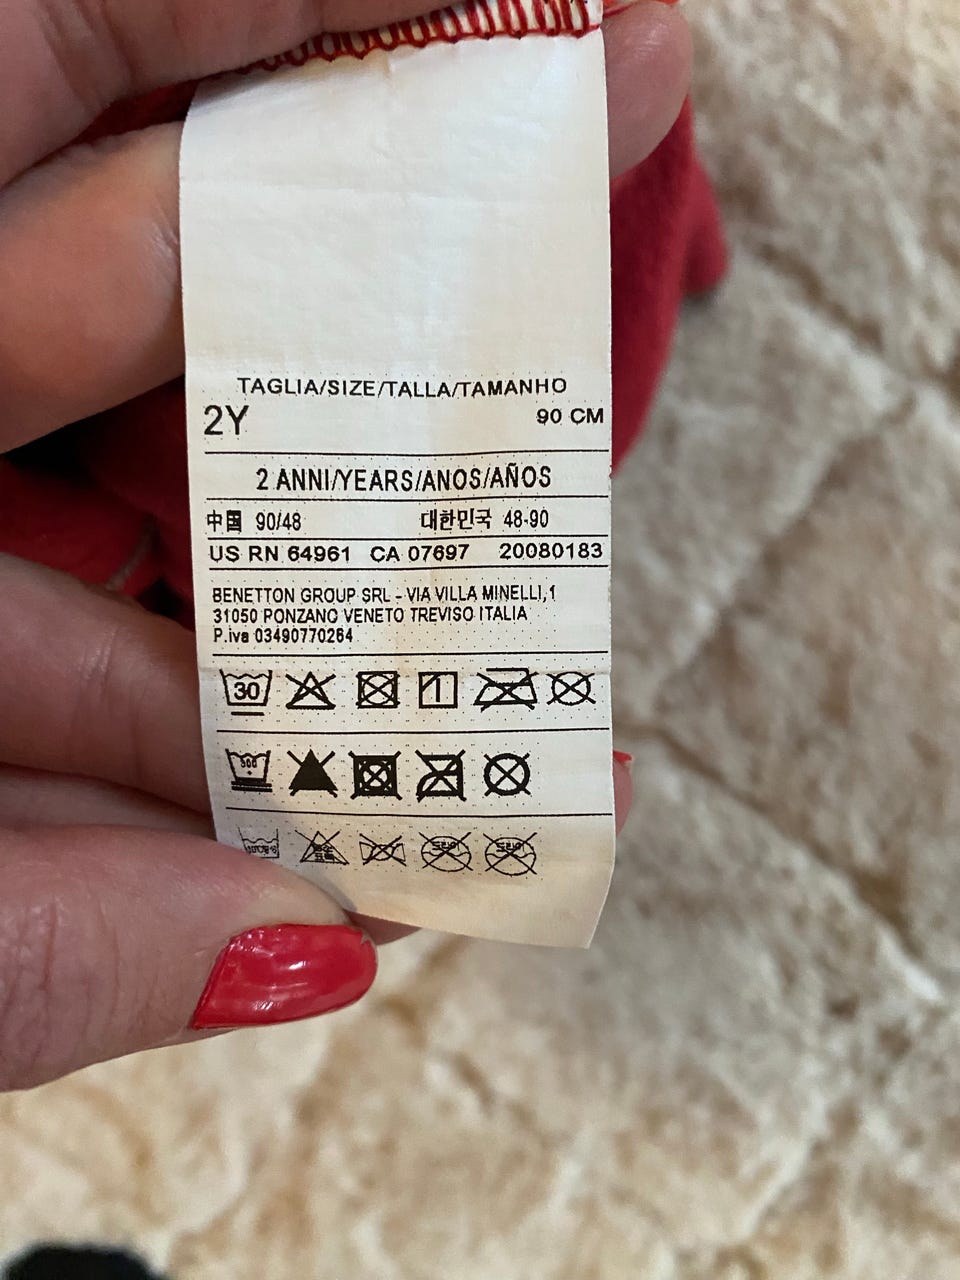 TAGLIA/SIZE/TALLA/TAMANHO
2Y 90 CM
2 ANNI/YEARS/ANOS/AÑOS
中国 90/48 대한민국 48-90
US RN 64961 CA 07697 20080183
BENETTON GROUP SRL - VIA VILLA MINELLI,1
31050 PONZANO VENETO TREVISO ITALIA
P.iva 03490770264
30